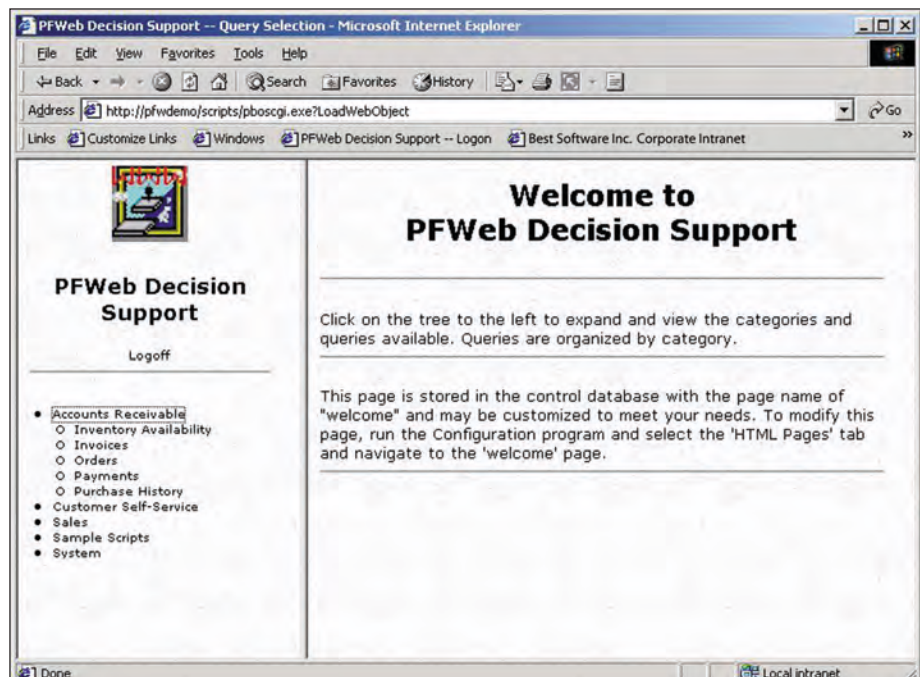 PFWeb Decision Support -- Query Selection - Microsoft Internet Explorer
File Edit View Favorites Tools Help
Back Search Favorites History
Address http://pfwdemo/scripts/pboscgi.exe?LoadWebObject Go
Links Customize Links Windows PFWeb Decision Support -- Logon Best Software Inc. Corporate Intranet »
PFWeb Decision
Support
Logoff
Accounts Receivable
Inventory Availability
Invoices
Orders
Payments
Purchase History
Customer Self-Service
Sales
Sample Scripts
System
Welcome to
PFWeb Decision Support
Click on the tree to the left to expand and view the categories and
queries available. Queries are organized by category.
This page is stored in the control database with the page name of
"welcome" and may be customized to meet your needs. To modify this
page, run the Configuration program and select the 'HTML Pages' tab
and navigate to the 'welcome' page.
Done Local intranet